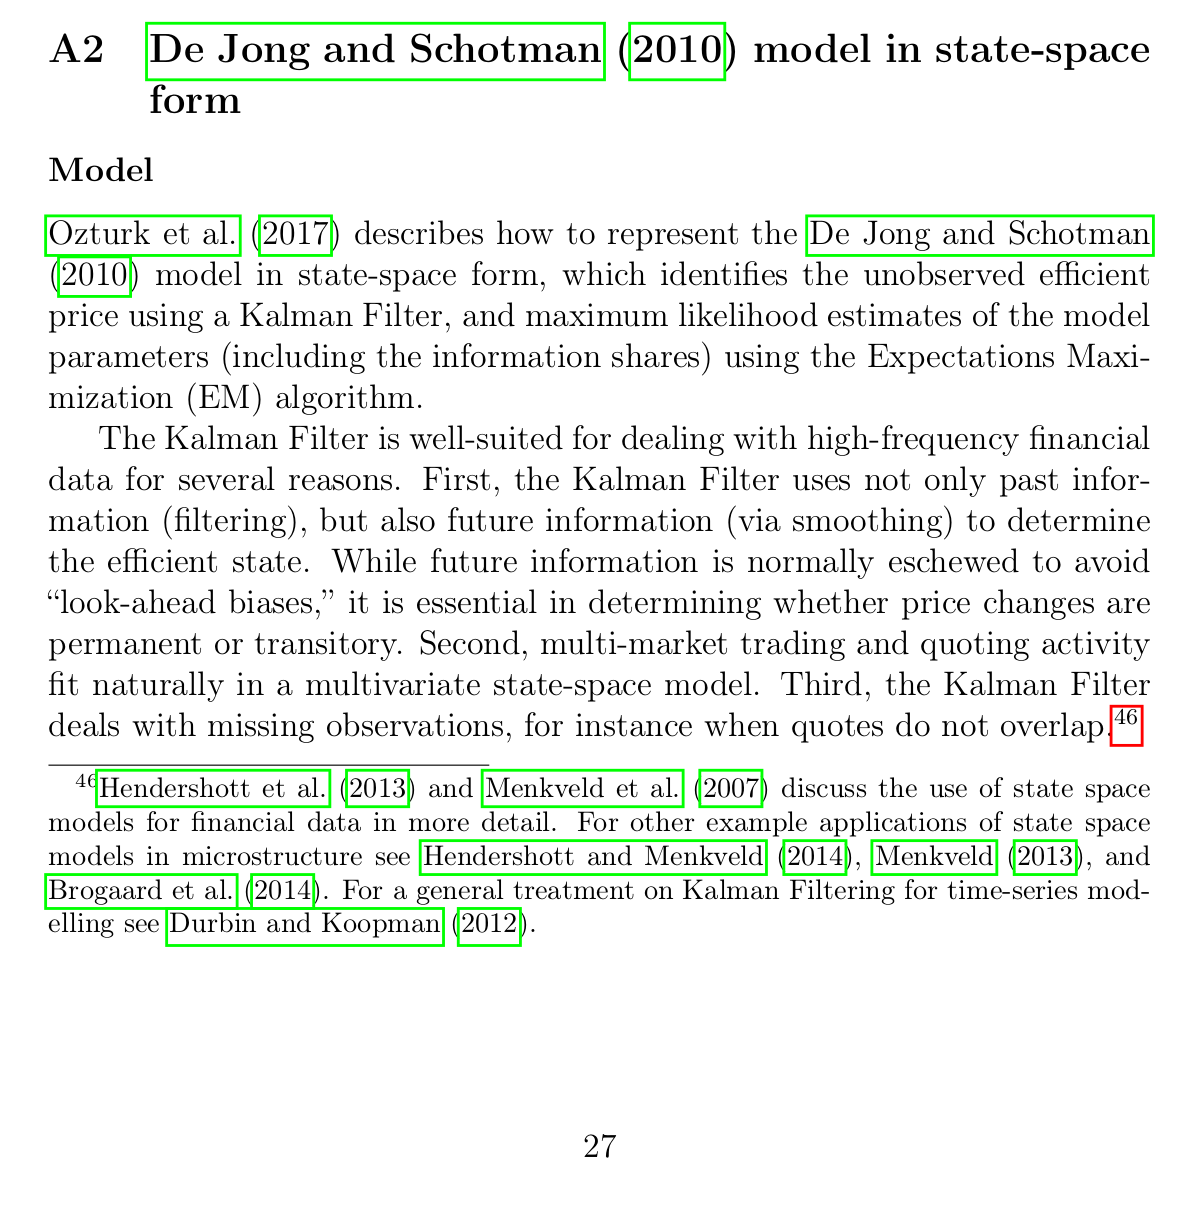 A2 De Jong and Schotman (2010) model in state-space
form
Model
Ozturk et al. (2017) describes how to represent the De Jong and Schotman
(2010) model in state-space form, which identifies the unobserved efficient
price using a Kalman Filter, and maximum likelihood estimates of the model
parameters (including the information shares) using the Expectations Maxi-
mization (EM) algorithm.
The Kalman Filter is well-suited for dealing with high-frequency financial
data for several reasons. First, the Kalman Filter uses not only past infor-
mation (filtering), but also future information (via smoothing) to determine
the efficient state. While future information is normally eschewed to avoid
“look-ahead biases,” it is essential in determining whether price changes are
permanent or transitory. Second, multi-market trading and quoting activity
fit naturally in a multivariate state-space model. Third, the Kalman Filter
deals with missing observations, for instance when quotes do not overlap.46
46Hendershott et al. (2013) and Menkveld et al. (2007) discuss the use of state space
models for financial data in more detail. For other example applications of state space
models in microstructure see Hendershott and Menkveld (2014), Menkveld (2013), and
Brogaard et al. (2014). For a general treatment on Kalman Filtering for time-series mod-
elling see Durbin and Koopman (2012).
27